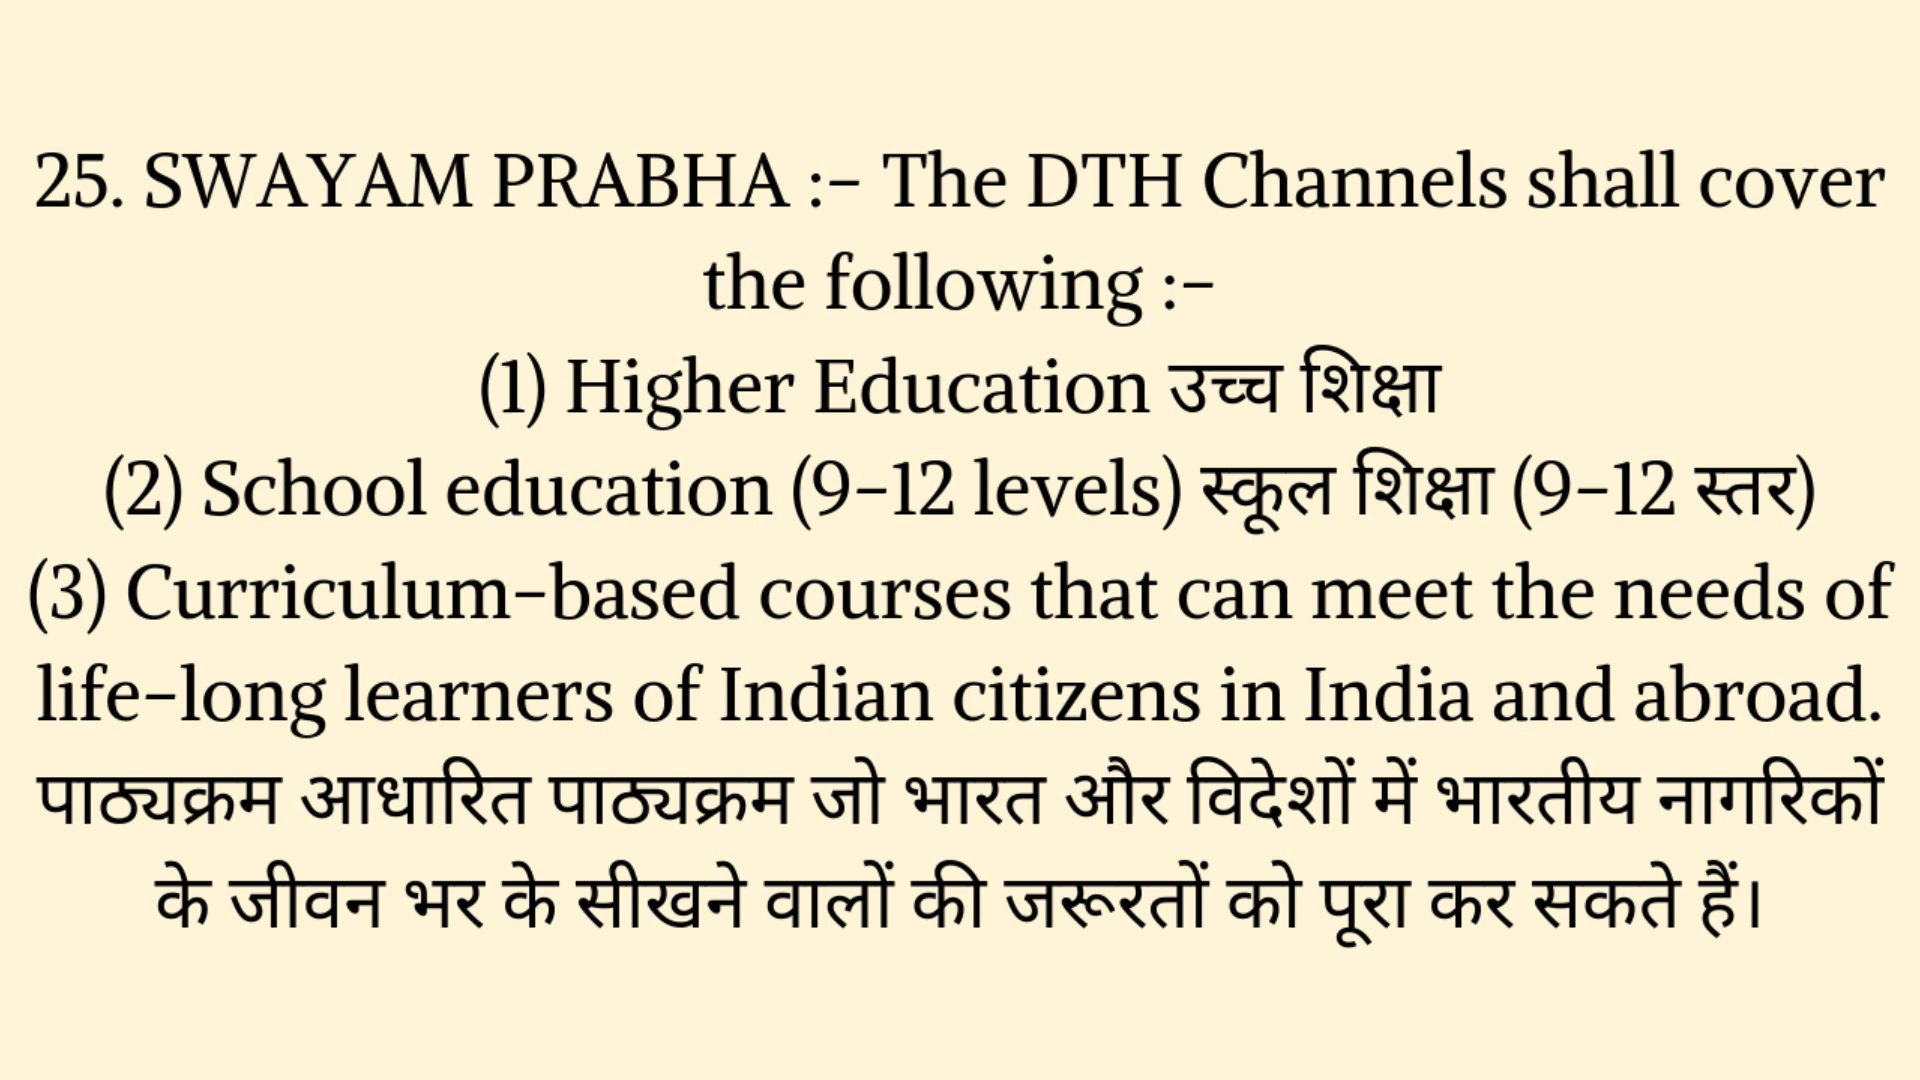 25. SWAYAM PRABHA :- The DTH Channels shall cover
the following :-
(1) Higher Education उच्च शिक्षा
(2) School education (9-12 levels) स्कूल शिक्षा (9-12 स्तर)
(3) Curriculum-based courses that can meet the needs of
life-long learners of Indian citizens in India and abroad.
पाठ्यक्रम आधारित पाठ्यक्रम जो भारत और विदेशों में भारतीय नागरिकों
के जीवन भर के सीखने वालों की जरूरतों को पूरा कर सकते हैं।